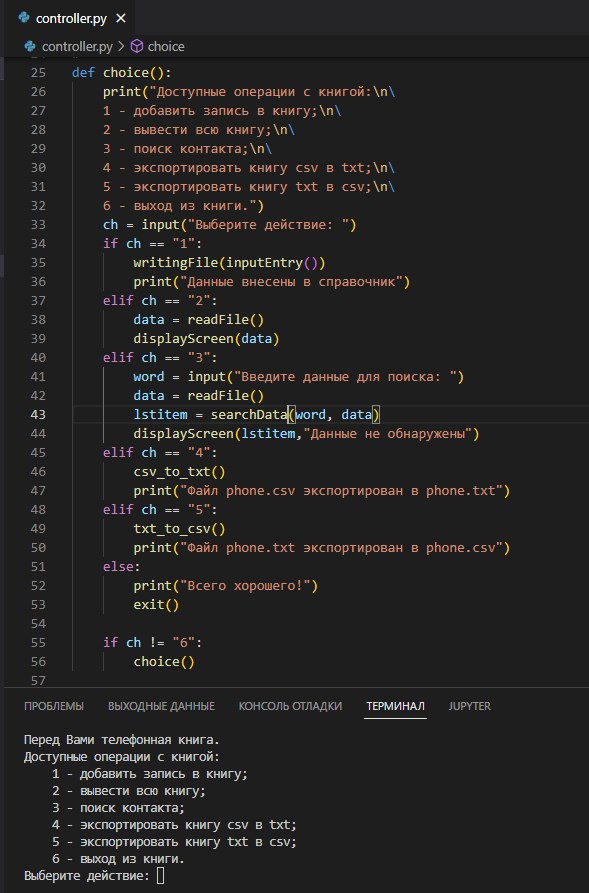 controller.py
controller.py > choice
25 def choice():
26     print("Доступные операции с книгой:\n\
27     1 - добавить запись в книгу;\n\
28     2 - вывести всю книгу;\n\
29     3 - поиск контакта;\n\
30     4 - экспортировать книгу csv в txt;\n\
31     5 - экспортировать книгу txt в csv;\n\
32     6 - выход из книги.")
33     ch = input("Выберите действие: ")
34     if ch == "1":
35         writingFile(inputEntry())
36         print("Данные внесены в справочник")
37     elif ch == "2":
38         data = readFile()
39         displayScreen(data)
40     elif ch == "3":
41         word = input("Введите данные для поиска: ")
42         data = readFile()
43         lstitem = searchData(word, data)
44         displayScreen(lstitem,"Данные не обнаружены")
45     elif ch == "4":
46         csv_to_txt()
47         print("Файл phone.csv экспортирован в phone.txt")
48     elif ch == "5":
49         txt_to_csv()
50         print("Файл phone.txt экспортирован в phone.csv")
51     else:
52         print("Всего хорошего!")
53         exit()
54
55     if ch != "6":
56         choice()
57
ПРОБЛЕМЫ ВЫХОДНЫЕ ДАННЫЕ КОНСОЛЬ ОТЛАДКИ ТЕРМИНАЛ JUPYTER
Перед Вами телефонная книга.
Доступные операции с книгой:
    1 - добавить запись в книгу;
    2 - вывести всю книгу;
    3 - поиск контакта;
    4 - экспортировать книгу csv в txt;
    5 - экспортировать книгу txt в csv;
    6 - выход из книги.
Выберите действие: